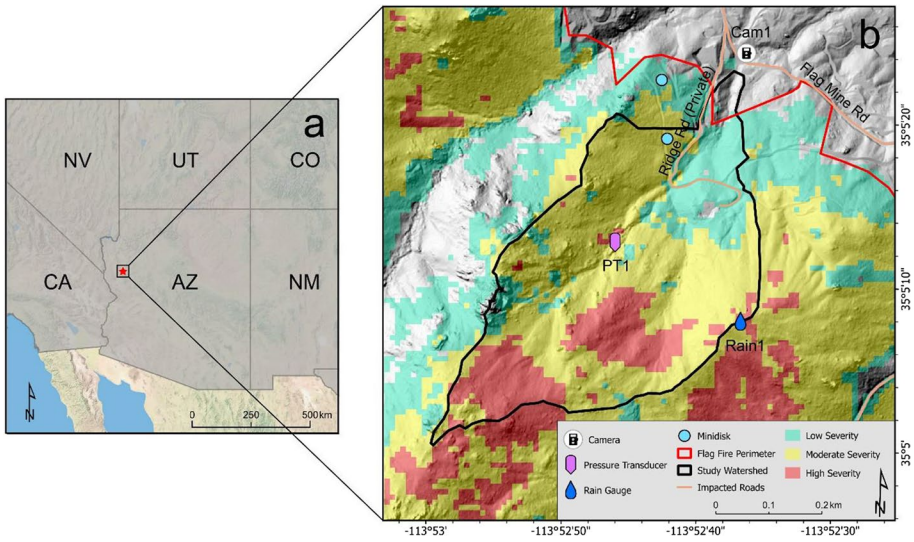 a
NV
UT
CO
CA
AZ
NM
N
0 250 500 km
b
Cam1
Flag Mine Rd
Ridge Rd (Private)
PT1
Rain1
35°5'20"
35°5'10"
35°5'
Camera
Pressure Transducer
Rain Gauge
Minidisk
Flag Fire Perimeter
Study Watershed
Impacted Roads
Low Severity
Moderate Severity
High Severity
0 0.1 0.2 km
N
-113°53'
-113°52'50"
-113°52'40"
-113°52'30"